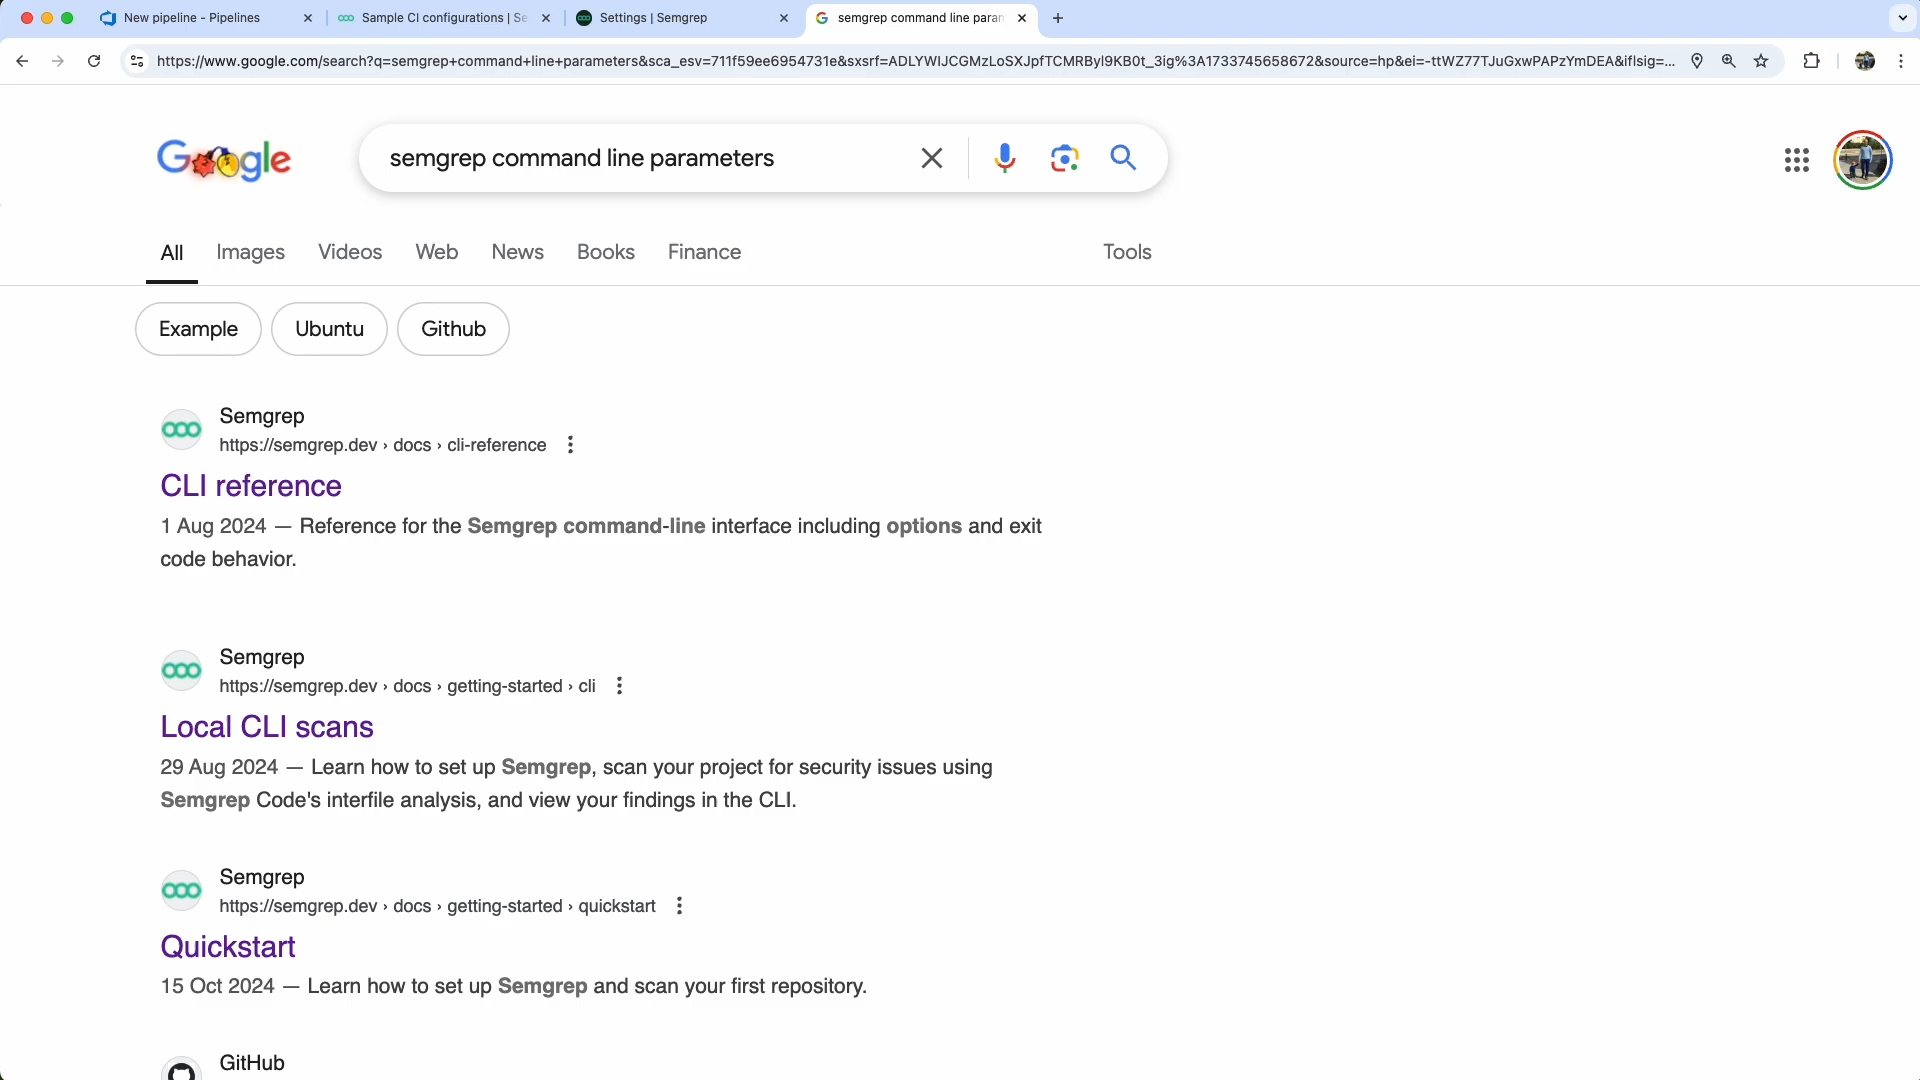 New pipeline - Pipelines
Sample CI configurations | Se
Settings | Semgrep
semgrep command line paran
https://www.google.com/search?q=semgrep+command+line+parameters&sca_esv=711f59ee6954731e&sxsrf=ADLYWIJCGMzLoSXJpfTCMRByl9KB0t_3ig%3A1733745658672&source=hp&ei=-ttWZ77TJuGxwPAPzYmDEA&iflsig=...
Google
semgrep command line parameters
All
Images
Videos
Web
News
Books
Finance
Tools
Example
Ubuntu
Github
Semgrep
https://semgrep.dev › docs › cli-reference
CLI reference
1 Aug 2024 — Reference for the Semgrep command-line interface including options and exit
code behavior.
Semgrep
https://semgrep.dev › docs › getting-started › cli
Local CLI scans
29 Aug 2024 — Learn how to set up Semgrep, scan your project for security issues using
Semgrep Code's interfile analysis, and view your findings in the CLI.
Semgrep
https://semgrep.dev › docs › getting-started › quickstart
Quickstart
15 Oct 2024 — Learn how to set up Semgrep and scan your first repository.
GitHub